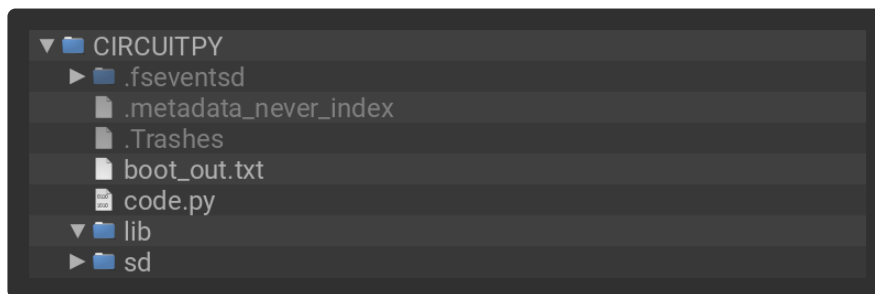 CIRCUITPY
.fseventsd
.metadata_never_index
.Trashes
boot_out.txt
code.py
lib
sd